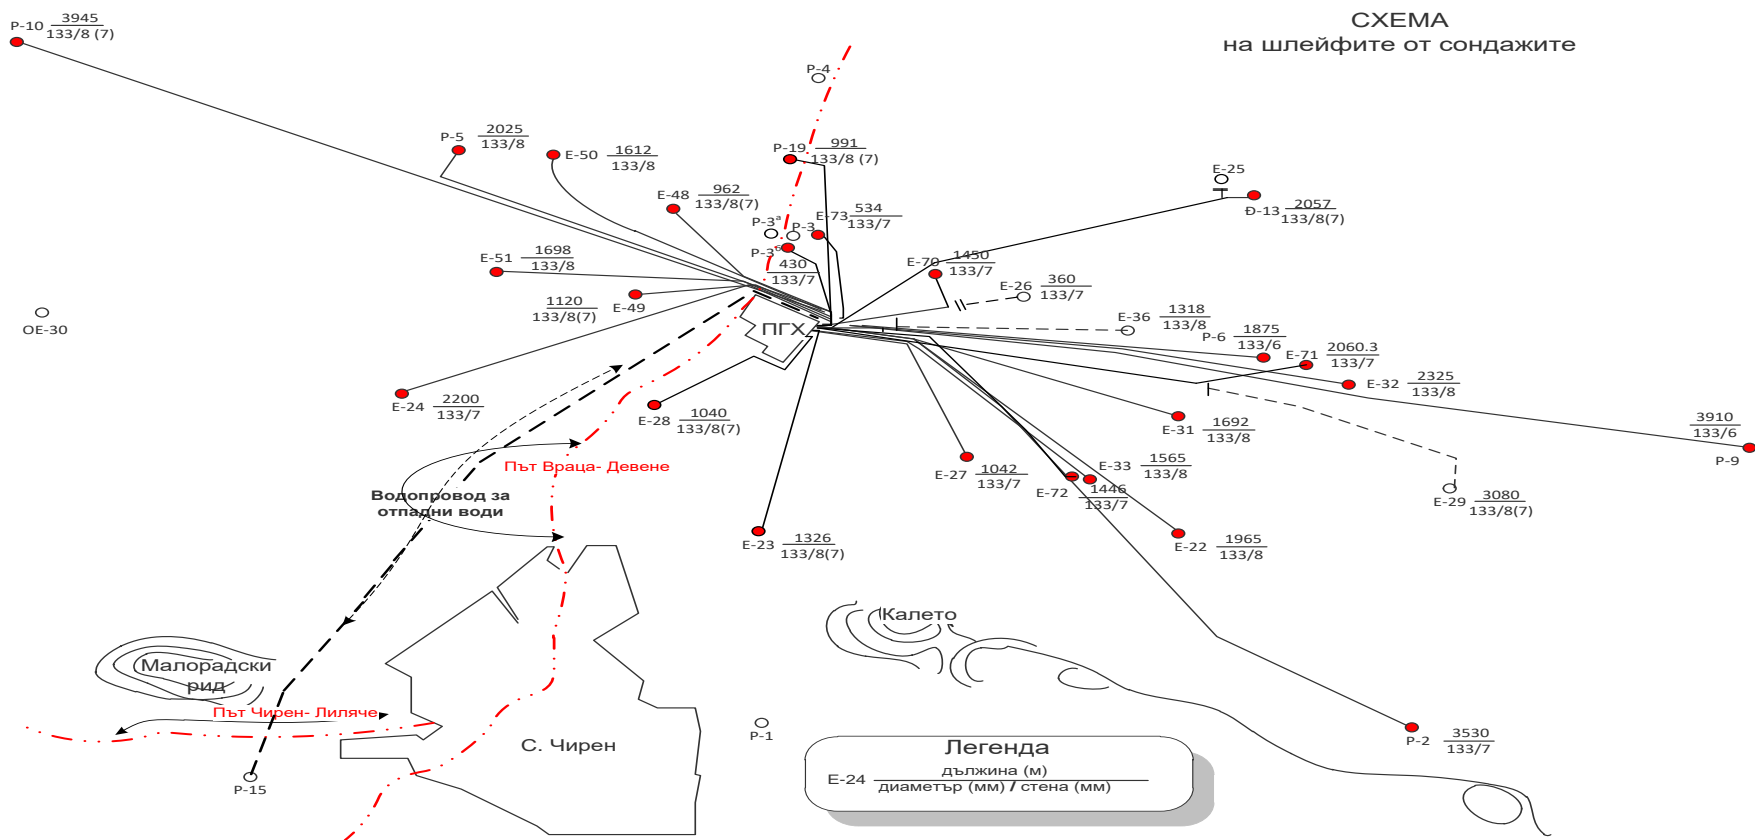 СХЕМА
на шлейфите от сондажите
Р-10 3945
133/8 (7)
Р-4
Р-5 2025
133/8
Е-50 1612
133/8
Р-19 991
133/8 (7)
Е-25
Ð-13 2057
133/8(7)
Е-48 962
133/8(7)
Р-3ª
Р-3
Е-73 534
133/7
Р-3б
430
133/7
Е-51 1698
133/8
Е-70 1450
133/7
Е-26 360
133/7
1120
133/8(7)
Е-49
ОЕ-30
ПГХ
Е-36 1318
133/8
Р-6 1875
133/6
Е-71 2060.3
133/7
Е-32 2325
133/8
Е-24 2200
133/7
Е-28 1040
133/8(7)
Е-31 1692
133/8
3910
133/6
Р-9
Път Враца- Девене
Водопровод за
отпадни води
Е-27 1042
133/7
Е-33 1565
133/8
Е-72 1446
133/7
Е-29 3080
133/8(7)
Е-23 1326
133/8(7)
Е-22 1965
133/8
Калето
Малорадски
рид
Път Чирен- Лиляче
С. Чирен
Р-1
Р-2 3530
133/7
Р-15
Легенда
Е-24 дължина (м)
диаметър (мм) / стена (мм)